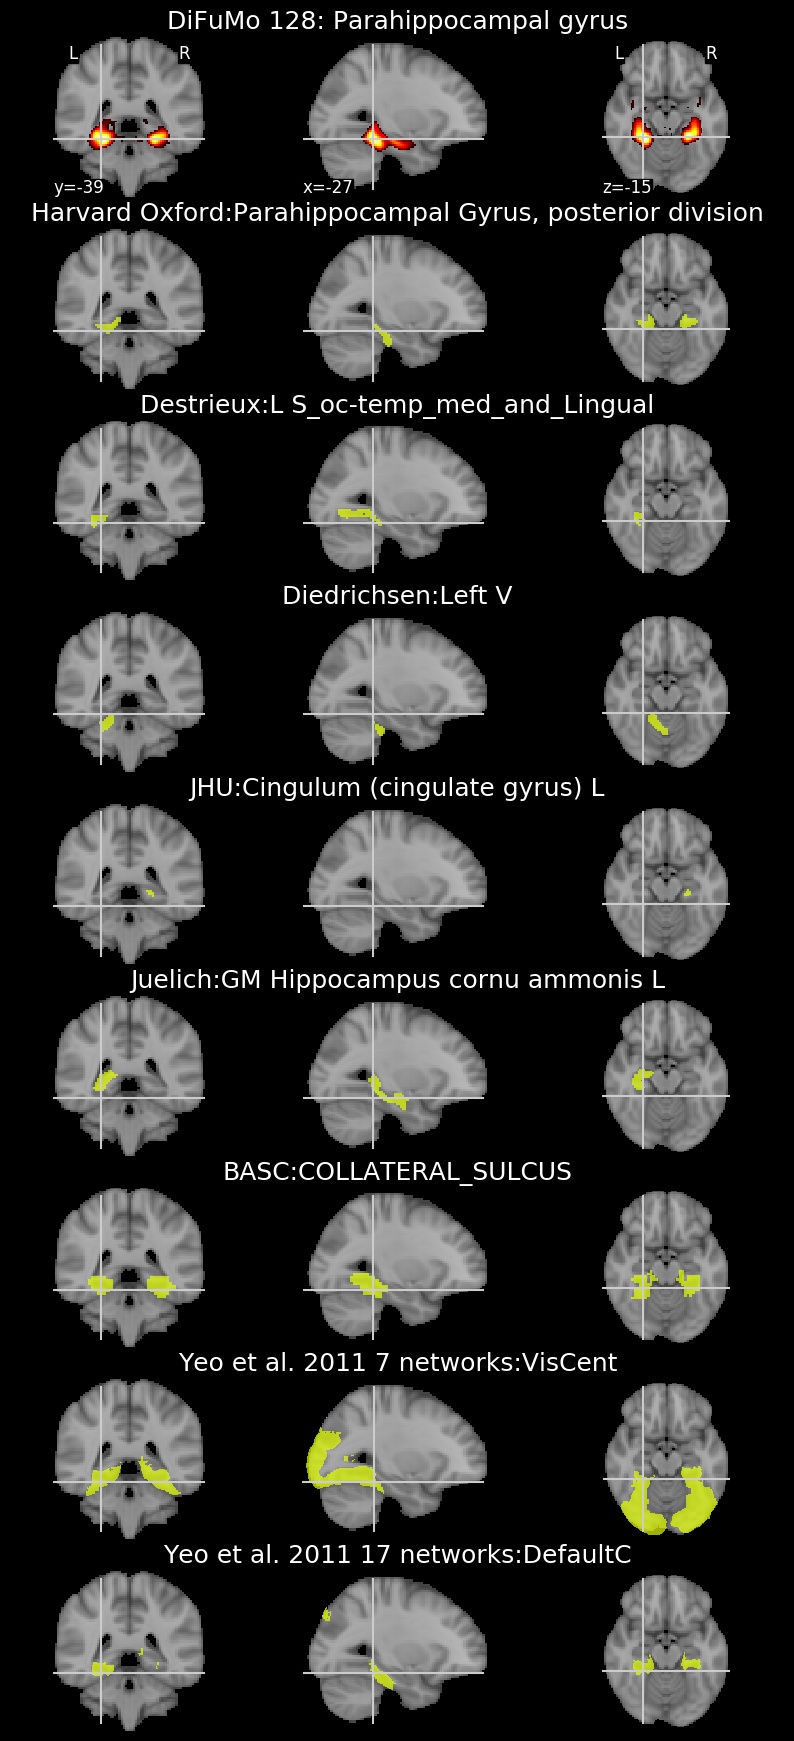 DiFuMo 128: Parahippocampal gyrus
L R L R
y=-39 x=-27 z=-15
Harvard Oxford:Parahippocampal Gyrus, posterior division
Destrieux:L S_oc-temp_med_and_Lingual
Diedrichsen:Left V
JHU:Cingulum (cingulate gyrus) L
Juelich:GM Hippocampus cornu ammonis L
BASC:COLLATERAL_SULCUS
Yeo et al. 2011 7 networks:VisCent
Yeo et al. 2011 17 networks:DefaultC